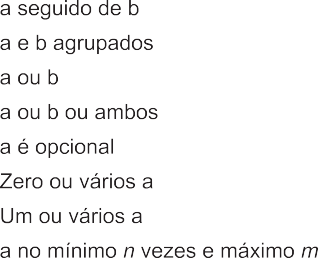 a seguido de b
a e b agrupados
a ou b
a ou b ou ambos
a é opcional
Zero ou vários a
Um ou vários a
a no mínimo n vezes e máximo m